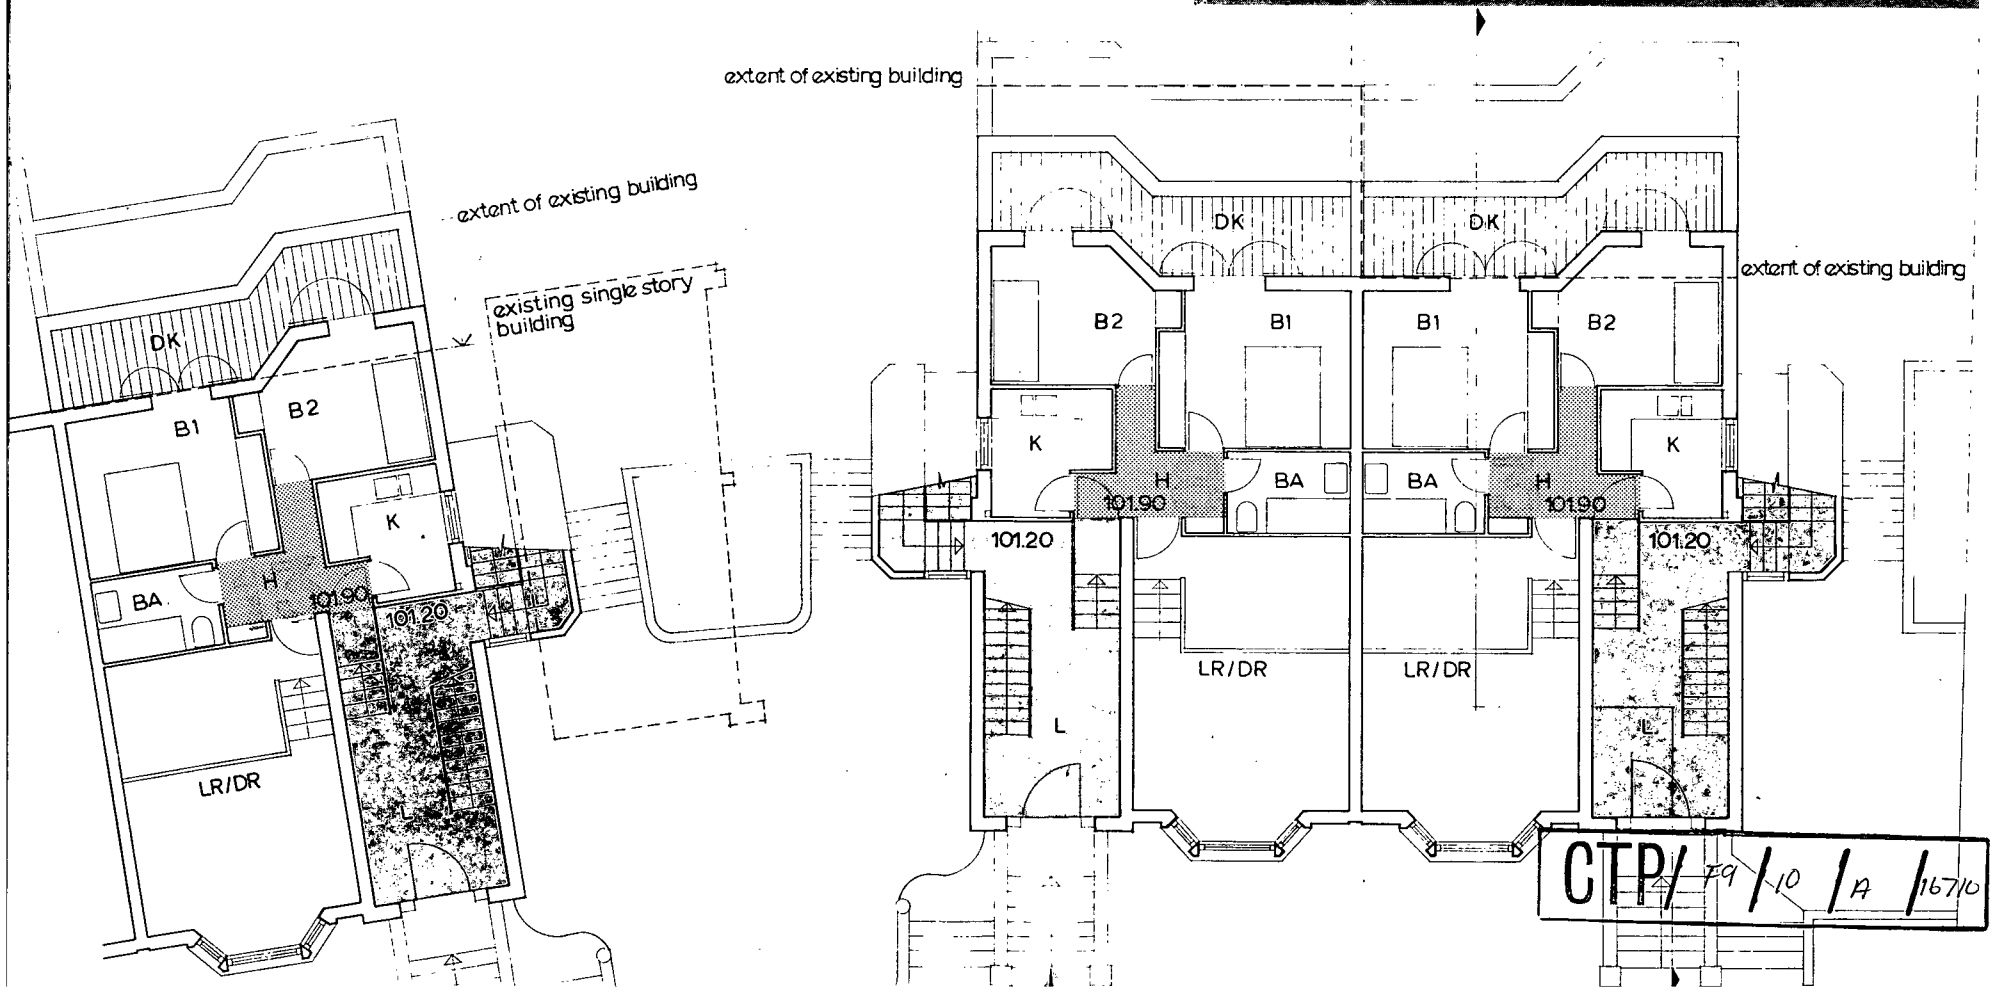 extent of existing building
extent of existing building
existing single story
building
DK
B1
B2
K
H
BA
101.90
101.20
LR/DR
L
DK
DK
extent of existing building
B2
B1
B1
B2
K
H
BA
BA
H
K
101.90
101.90
101.20
101.20
LR/DR
LR/DR
L
L
CTP/ F9 / 10 / A / 16710